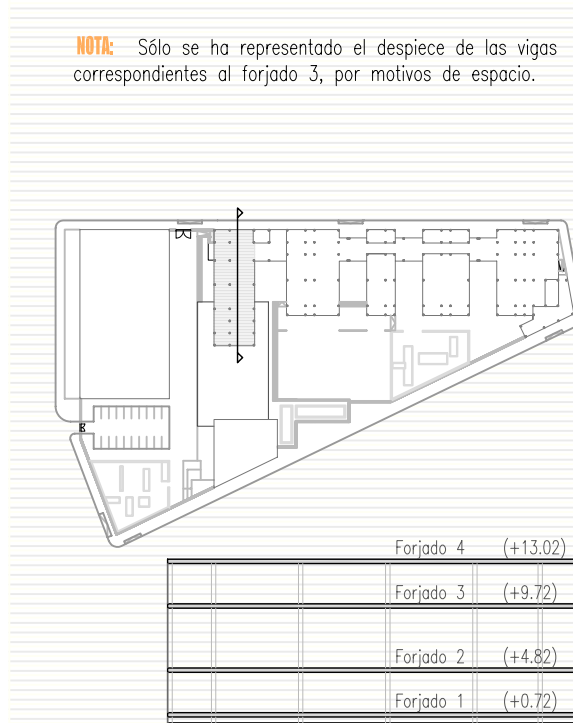 NOTA: Sólo se ha representado el despiece de las vigas
correspondientes al forjado 3, por motivos de espacio.
Forjado 4 (+13.02)
Forjado 3 (+9.72)
Forjado 2 (+4.82)
Forjado 1 (+0.72)